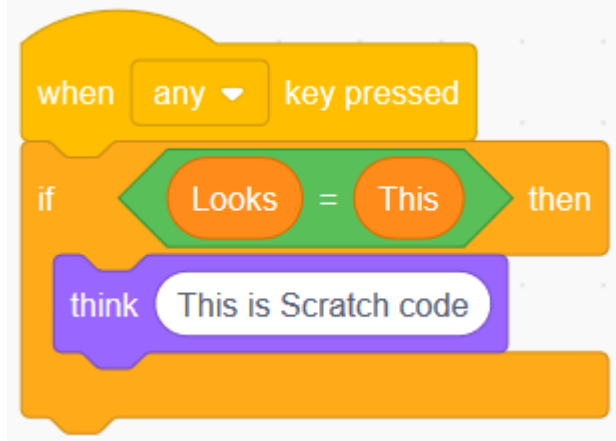 when any key pressed
if Looks = This then
think This is Scratch code